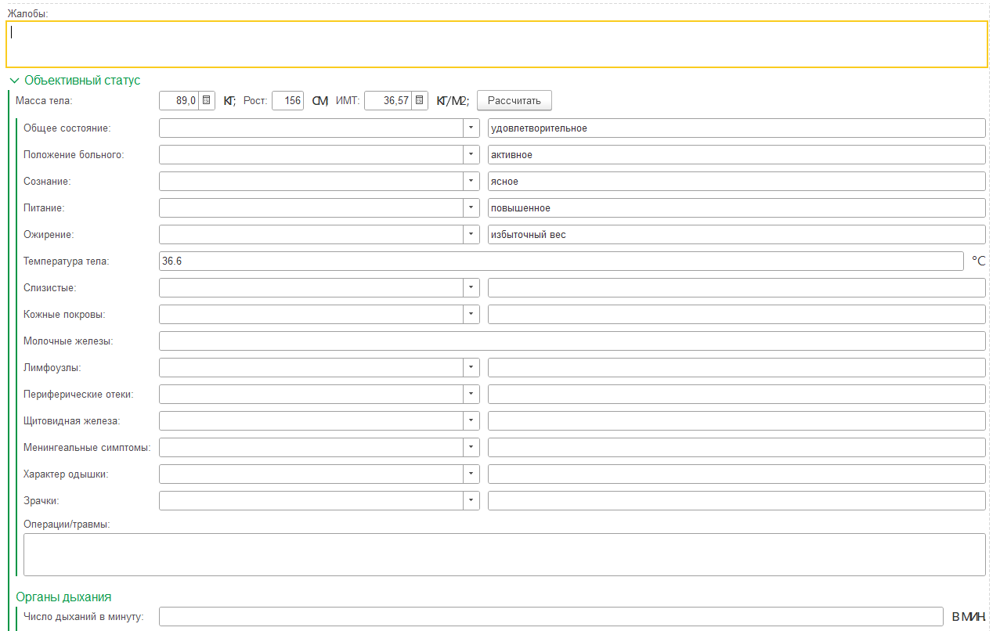 Жалобы:
Объективный статус
Масса тела: 89,0 КГ; Рост: 156 СМ, ИМТ: 36,57 КГ/М2; Рассчитать
Общее состояние: удовлетворительное
Положение больного: активное
Сознание: ясное
Питание: повышенное
Ожирение: избыточный вес
Температура тела: 36.6 °C
Слизистые:
Кожные покровы:
Молочные железы:
Лимфоузлы:
Периферические отеки:
Щитовидная железа:
Менингеальные симптомы:
Характер одышки:
Зрачки:
Операции/травмы:
Органы дыхания
Число дыханий в минуту: В МИН.